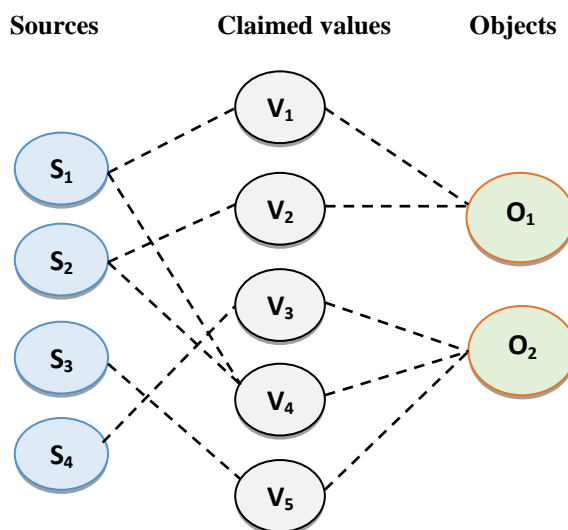 Sources Claimed values Objects
V₁
S₁
V₂
O₁
S₂
V₃
O₂
S₃
V₄
S₄
V₅